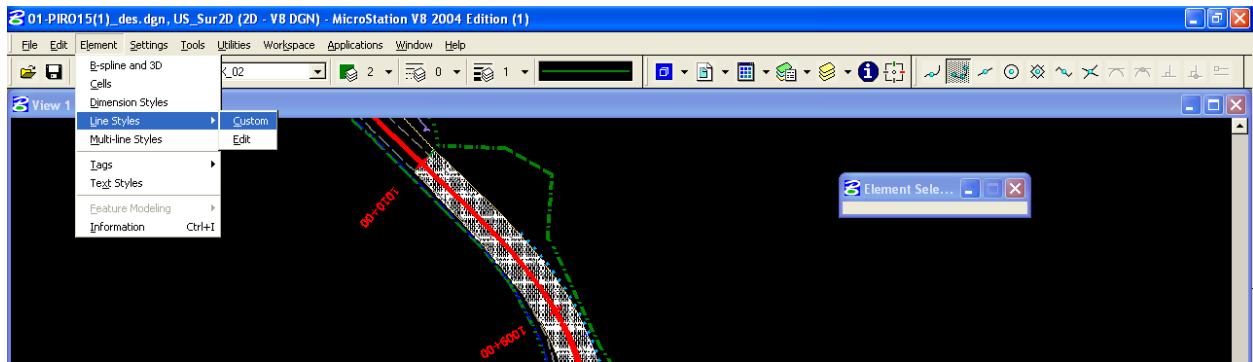 01-PIRO15(1)_des.dgn, US_Sur2D (2D - V8 DGN) - MicroStation V8 2004 Edition (1)
File Edit Element Settings Tools Utilities Workspace Applications Window Help
_02 2 0 1
View 1
B-spline and 3D
Cells
Dimension Styles
Line Styles
Custom
Multi-line Styles
Edit
Tags
Text Styles
Feature Modeling
Information Ctrl+I
Element Sele...
1010+00
1009+00